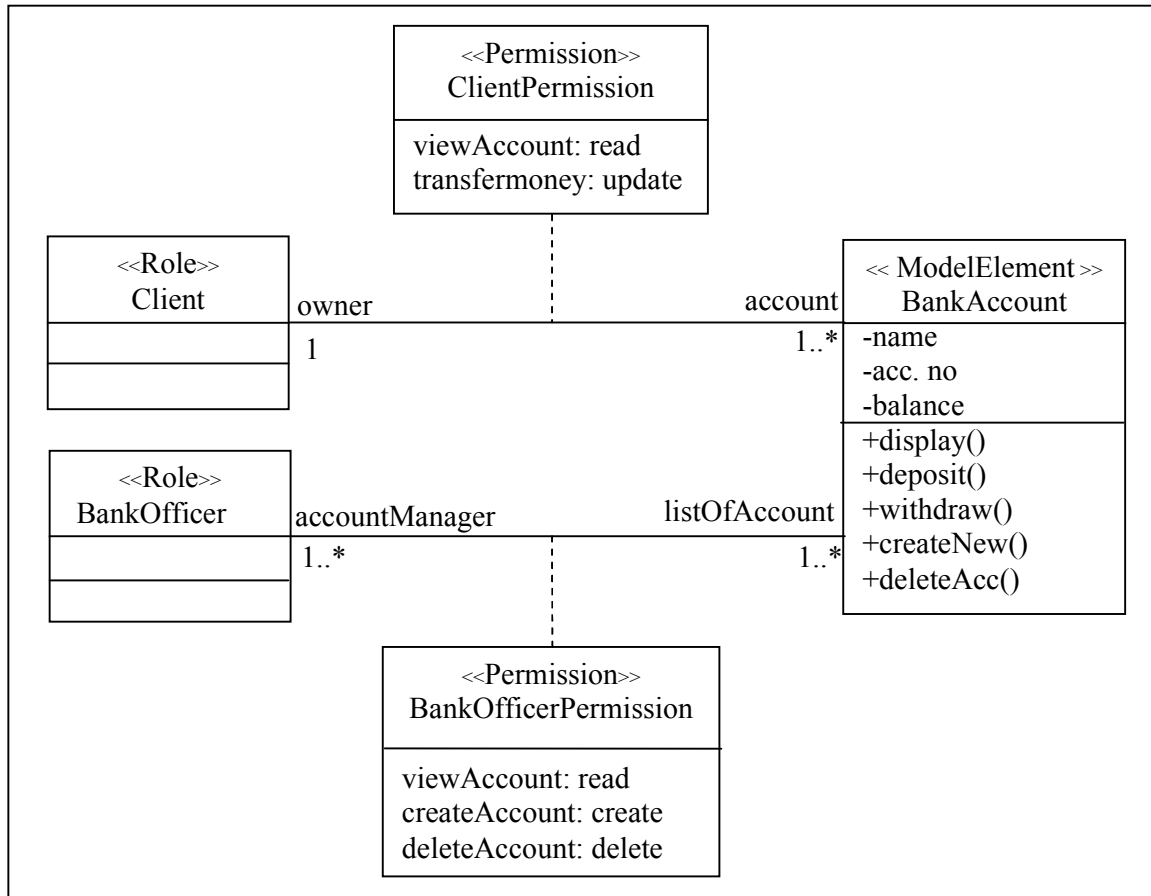 <<Permission>>
ClientPermission
viewAccount: read
transfermoney: update
<<Role>>
Client
owner
1
account
1..*
<< ModelElement >>
BankAccount
-name
-acc. no
-balance
+display()
+deposit()
+withdraw()
+createNew()
+deleteAcc()
<<Role>>
BankOfficer
accountManager
1..*
listOfAccount
1..*
<<Permission>>
BankOfficerPermission
viewAccount: read
createAccount: create
deleteAccount: delete